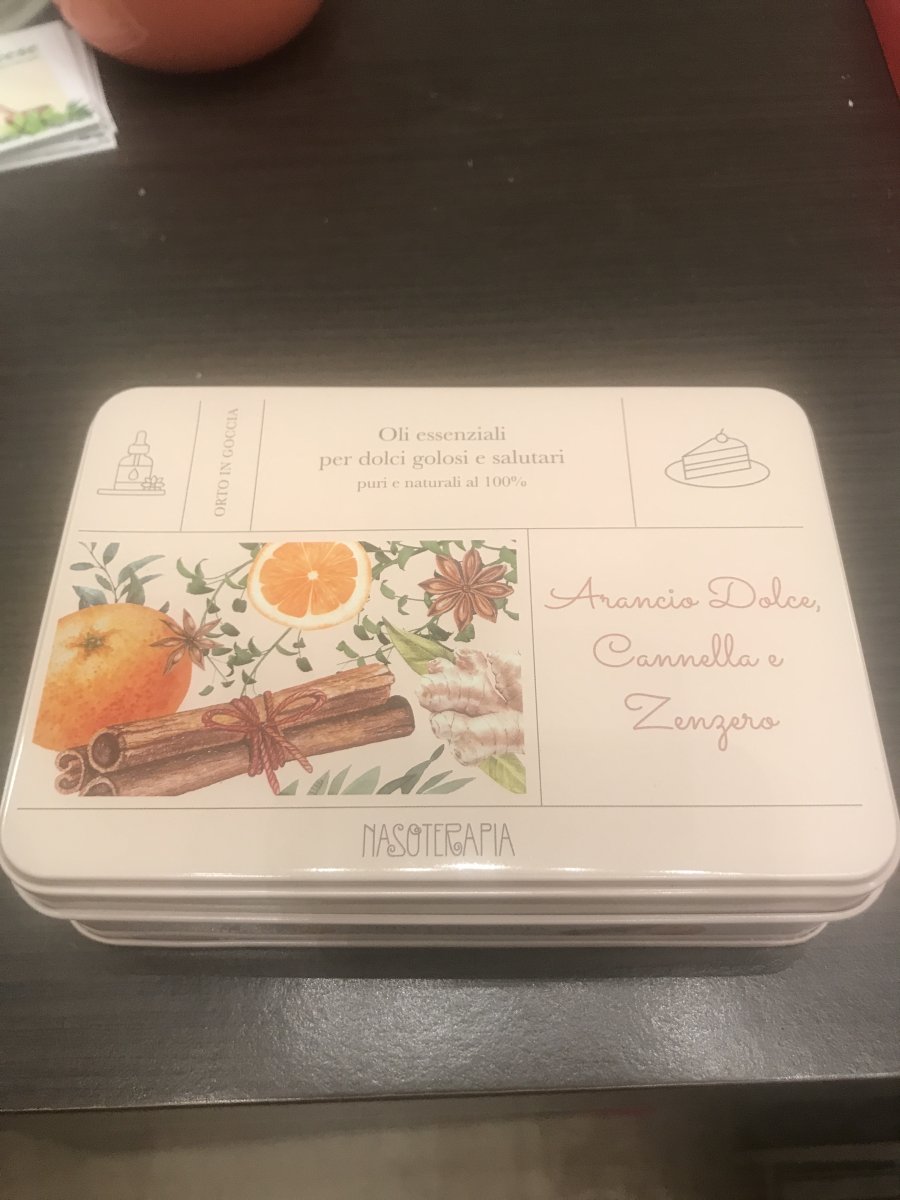 ORTO IN GOCCIA
Oli essenziali
per dolci golosi e salutari
puri e naturali al 100%
Arancio Dolce,
Cannella e
Zenzero
NASOTERAPIA